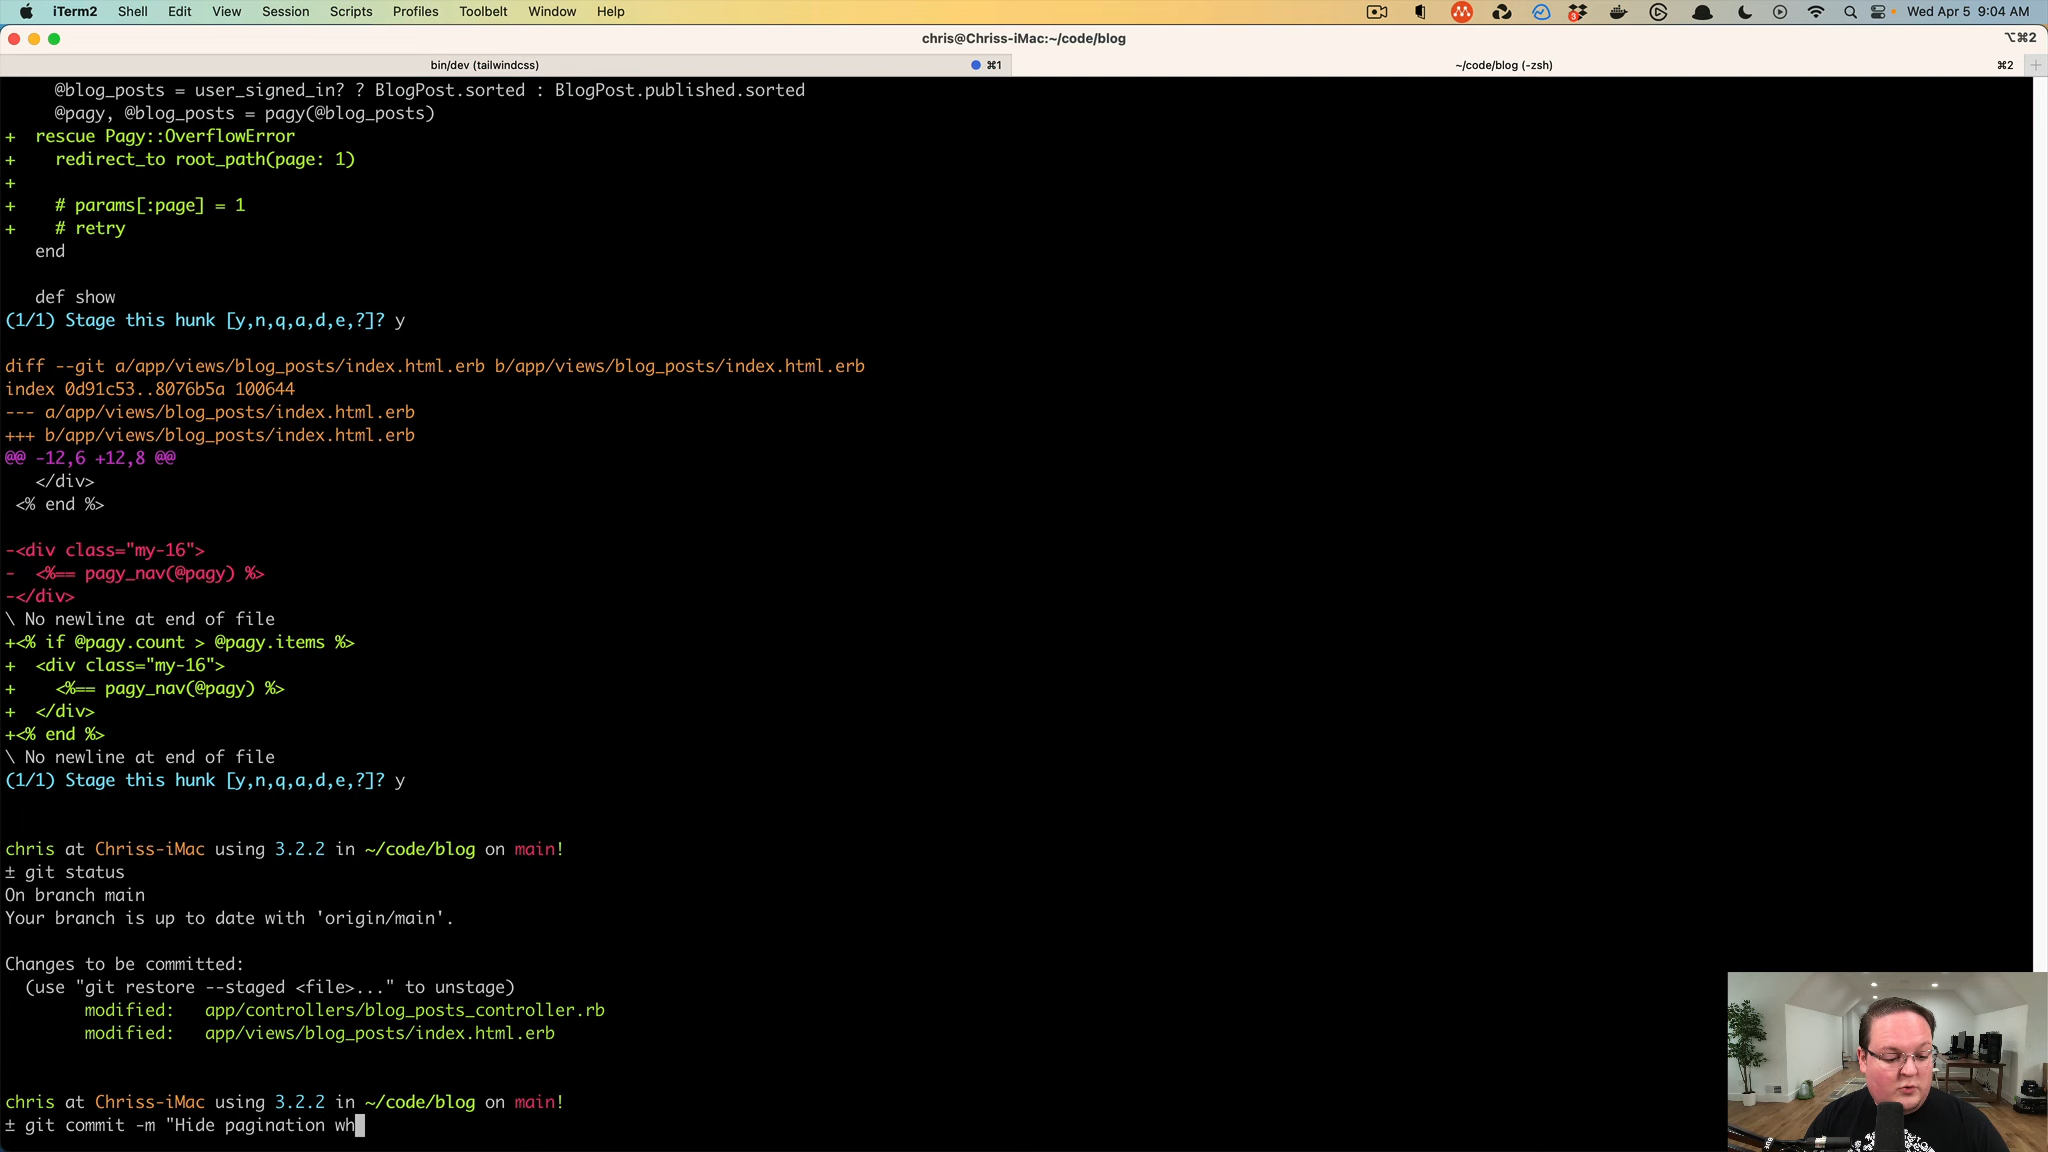 iTerm2 Shell Edit View Session Scripts Profiles Toolbelt Window Help 3 Wed Apr 5 9:04 AM
chris@Chriss-iMac:~/code/blog ⌥⌘2
bin/dev (tailwindcss) ⌘1 ~/code/blog (-zsh) ⌘2 +
     @blog_posts = user_signed_in? ? BlogPost.sorted : BlogPost.published.sorted
     @pagy, @blog_posts = pagy(@blog_posts)
+  rescue Pagy::OverflowError
+    redirect_to root_path(page: 1)
+
+    # params[:page] = 1
+    # retry
   end
   def show
(1/1) Stage this hunk [y,n,q,a,d,e,?]? y
diff --git a/app/views/blog_posts/index.html.erb b/app/views/blog_posts/index.html.erb
index 0d91c53..8076b5a 100644
--- a/app/views/blog_posts/index.html.erb
+++ b/app/views/blog_posts/index.html.erb
@@ -12,6 +12,8 @@
   </div>
 <% end %>
-<div class="my-16">
-  <%== pagy_nav(@pagy) %>
-</div>
\ No newline at end of file
+<% if @pagy.count > @pagy.items %>
+  <div class="my-16">
+    <%== pagy_nav(@pagy) %>
+  </div>
+<% end %>
\ No newline at end of file
(1/1) Stage this hunk [y,n,q,a,d,e,?]? y
chris at Chriss-iMac using 3.2.2 in ~/code/blog on main!
± git status
On branch main
Your branch is up to date with 'origin/main'.
Changes to be committed:
  (use "git restore --staged <file>..." to unstage)
        modified:   app/controllers/blog_posts_controller.rb
        modified:   app/views/blog_posts/index.html.erb
chris at Chriss-iMac using 3.2.2 in ~/code/blog on main!
± git commit -m "Hide pagination wh